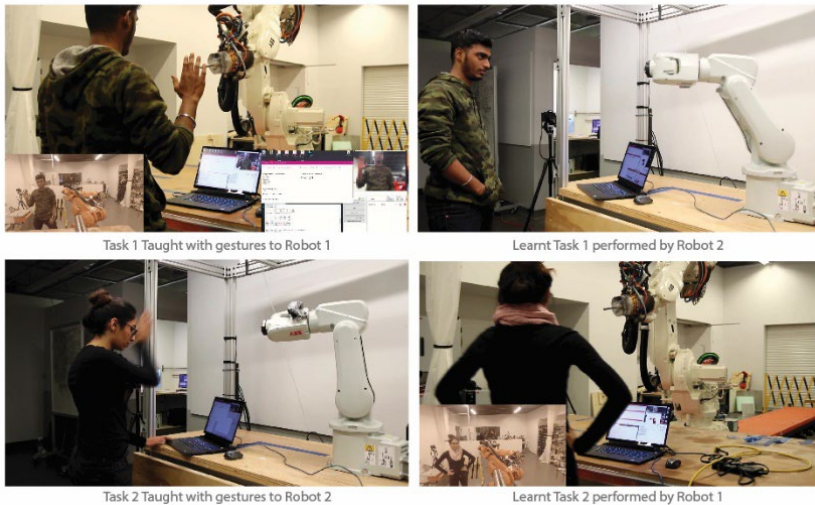 Task 1 Taught with gestures to Robot 1
Learnt Task 1 performed by Robot 2
ABB
Task 2 Taught with gestures to Robot 2
Learnt Task 2 performed by Robot 1